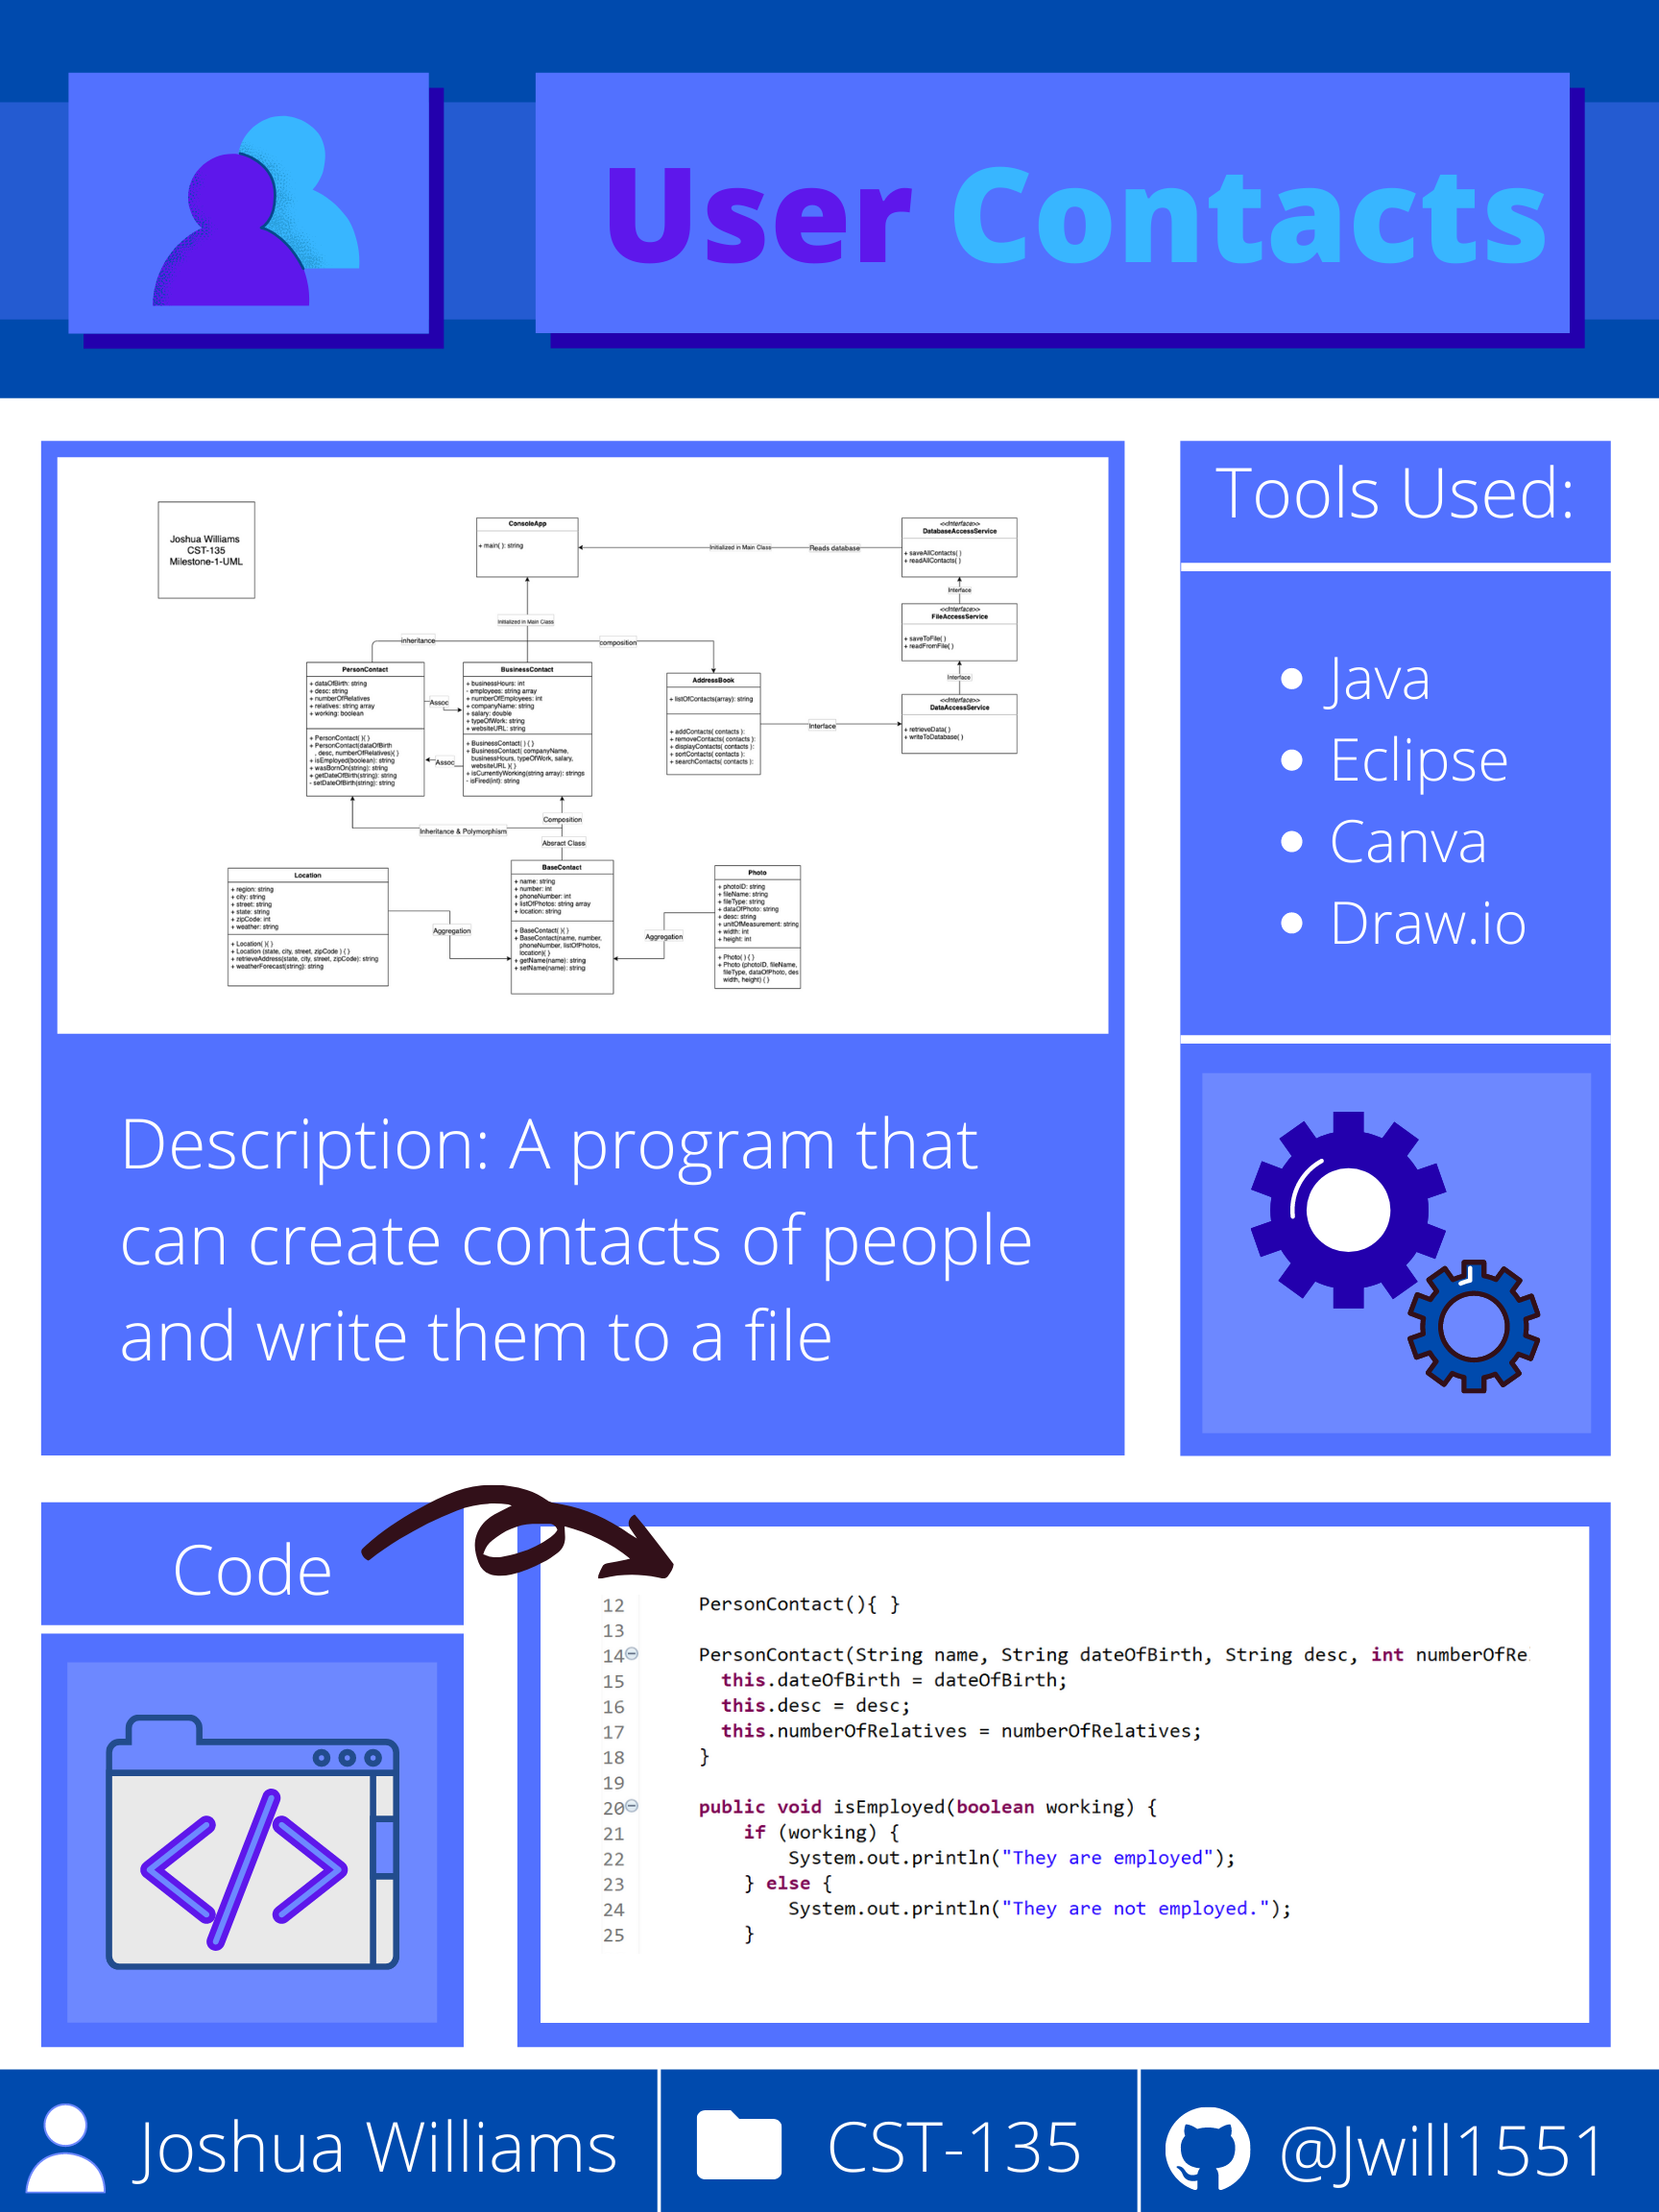 User Contacts
Joshua Williams
CST-135
Milestone-1-UML
ConsoleApp
+ main( ): string
Initialized in Main Class
Reads database
<<Interface>>
DatabaseAccessService
+ saveAllContacts( )
+ readAllContacts( )
Interface
<<Interface>>
FileAccessService
+ saveToFile( )
+ readFromFile( )
Interface
<<Interface>>
DataAccessService
+ retrieveData( )
+ writeToDatabase( )
Initialized in Main Class
inheritance
composition
PersonContact
+ dataOfBirth: string
+ desc: string
+ numberOfRelatives
+ relatives: string array
+ working: boolean
+ PersonContact( ){ }
+ PersonContact(dataOfBirth
, desc, numberOfRelatives){ }
+ isEmployed(boolean): string
+ wasBornOn(string): string
+ getDateOfBirth(string): string
- setDateOfBirth(string): string
Assoc
Assoc
BusinessContact
+ businessHours: int
- employees: string array
+ numberOfEmployees: int
+ companyName: string
+ salary: double
+ typeOfWork: string
+ websiteURL: string
+ BusinessContact( ) { }
+ BusinessContact( companyName,
businessHours, typeOfWork, salary,
websiteURL ){ }
+ isCurrentlyWorking(string array): strings
- isFired(int): string
AddressBook
+ listOfContacts(array): string
+ addContacts( contacts ):
+ removeContacts( contacts ):
+ displayContacts( contacts ):
+ sortContacts( contacts ):
+ searchContacts( contacts ):
Interface
Composition
Inheritance & Polymorphism
Absract Class
Location
+ region: string
+ city: string
+ street: string
+ state: string
+ zipCode: int
+ weather: string
+ Location( ){ }
+ Location (state, city, street, zipCode ) { }
+ retrieveAddress(state, city, street, zipCode): string
+ weatherForecast(string): string
Aggregation
BaseContact
+ name: string
+ number: int
+ phoneNumber: int
+ listOfPhotos: string array
+ location: string
+ BaseContact( ){ }
+ BaseContact(name, number,
phoneNumber, listOfPhotos,
location){ }
+ getName(name): string
+ setName(name): string
Aggregation
Photo
+ photoID: string
+ fileName: string
+ fileType: string
+ dataOfPhoto: string
+ desc: string
+ unitOfMeasurement: string
+ width: int
+ height: int
+ Photo( ) { }
+ Photo (photoID, fileName,
fileType, dataOfPhoto, des
width, height) { }
Description: A program that
can create contacts of people
and write them to a file
Tools Used:
• Java
• Eclipse
• Canva
• Draw.io
Code
12 PersonContact(){ }
13
14 PersonContact(String name, String dateOfBirth, String desc, int numberOfRe
15 this.dateOfBirth = dateOfBirth;
16 this.desc = desc;
17 this.numberOfRelatives = numberOfRelatives;
18 }
19
20 public void isEmployed(boolean working) {
21 if (working) {
22 System.out.println("They are employed");
23 } else {
24 System.out.println("They are not employed.");
25 }
Joshua Williams
CST-135
@Jwill1551